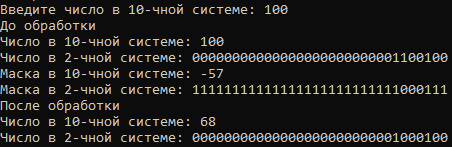 Введите число в 10-чной системе: 100
До обработки
Число в 10-чной системе: 100
Число в 2-чной системе: 00000000000000000000000001100100
Маска в 10-чной системе: -57
Маска в 2-чной системе: 11111111111111111111111111000111
После обработки
Число в 10-чной системе: 68
Число в 2-чной системе: 00000000000000000000000001000100